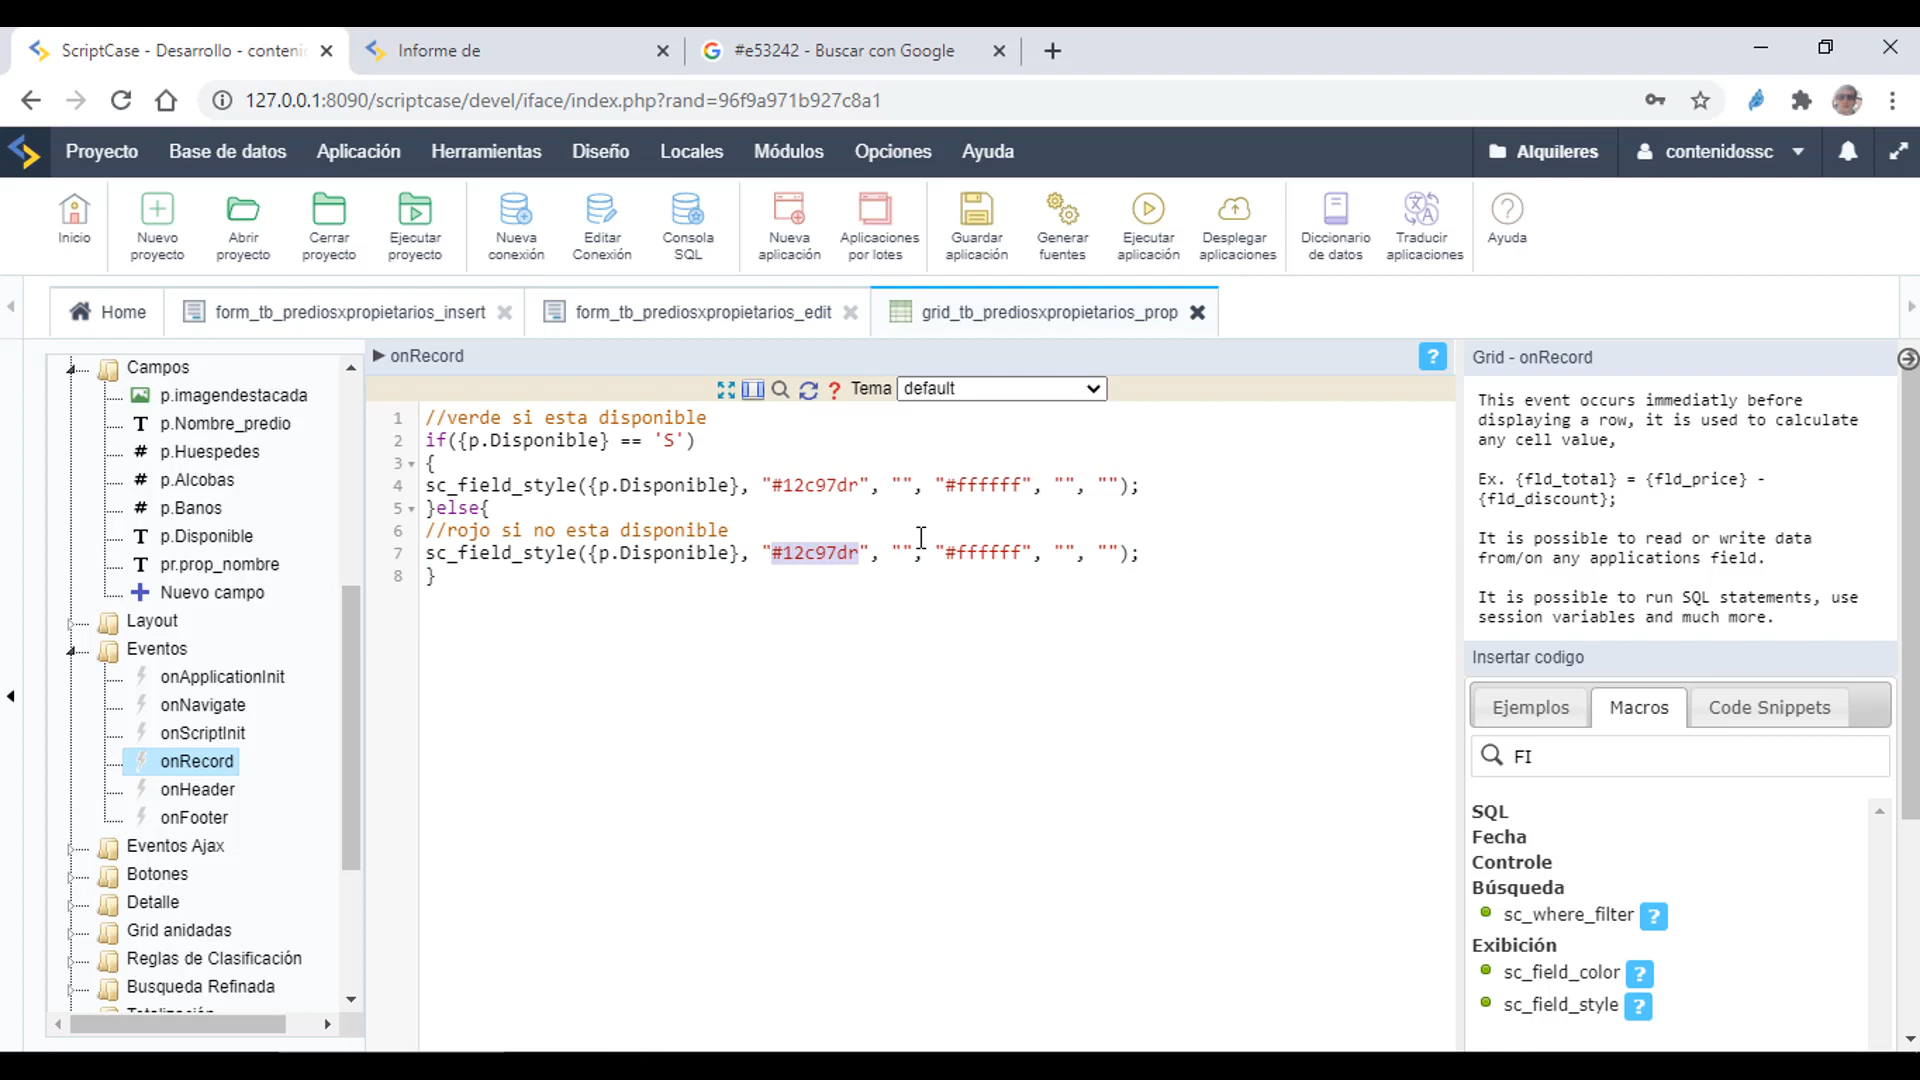 ScriptCase - Desarrollo - conteni
Informe de
#e53242 - Buscar con Google
127.0.0.1:8090/scriptcase/devel/iface/index.php?rand=96f9a971b927c8a1
Proyecto
Base de datos
Aplicación
Herramientas
Diseño
Locales
Módulos
Opciones
Ayuda
Alquileres
contenidossc
Inicio
Nuevo proyecto
Abrir proyecto
Cerrar proyecto
Ejecutar proyecto
Nueva conexión
Editar Conexión
Consola SQL
Nueva aplicación
Aplicaciones por lotes
Guardar aplicación
Generar fuentes
Ejecutar aplicación
Desplegar aplicaciones
Diccionario de datos
Traducir aplicaciones
Ayuda
Home
form_tb_prediosxpropietarios_insert
form_tb_prediosxpropietarios_edit
grid_tb_prediosxpropietarios_prop
Campos
p.imagendestacada
T p.Nombre_predio
# p.Huespedes
# p.Alcobas
# p.Banos
T p.Disponible
T pr.prop_nombre
Nuevo campo
Layout
Eventos
onApplicationInit
onNavigate
onScriptInit
onRecord
onHeader
onFooter
Eventos Ajax
Botones
Detalle
Grid anidadas
Reglas de Clasificación
Busqueda Refinada
onRecord
?
? Tema default
1 //verde si esta disponible
2 if({p.Disponible} == 'S')
3 {
4 sc_field_style({p.Disponible}, "#12c97dr", "", "#ffffff", "", "");
5 }else{
6 //rojo si no esta disponible
7 sc_field_style({p.Disponible}, "#12c97dr", "", "#ffffff", "", "");
8 }
Grid - onRecord
This event occurs immediatly before
displaying a row, it is used to calculate
any cell value,
Ex. {fld_total} = {fld_price} -
{fld_discount};
It is possible to read or write data
from/on any applications field.
It is possible to run SQL statements, use
session variables and much more.
Insertar codigo
Ejemplos
Macros
Code Snippets
FI
SQL
Fecha
Controle
Búsqueda
sc_where_filter ?
Exibición
sc_field_color ?
sc_field_style ?